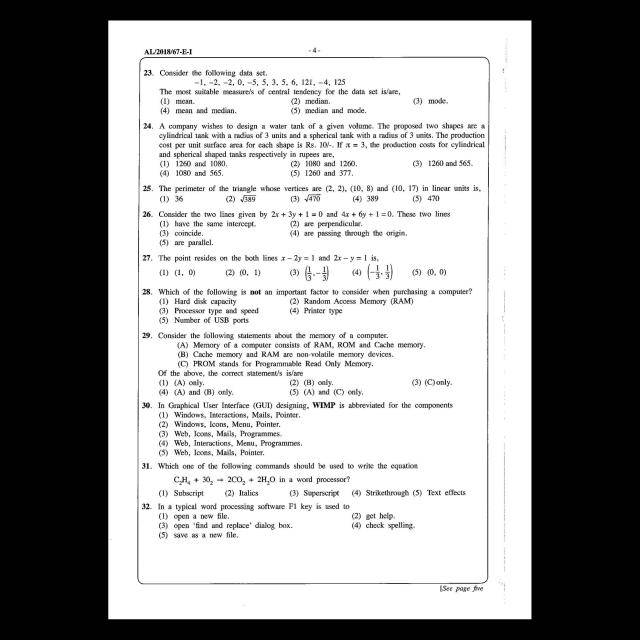 AL/2018/67-E-I
- 4 -
23. Consider the following data set.
−1, −2, −2, 0, −5, 5, 3, 5, 6, 121, −4, 125
The most suitable measure/s of central tendency for the data set is/are,
(1) mean. (2) median. (3) mode.
(4) mean and median. (5) median and mode.
24. A company wishes to design a water tank of a given volume. The proposed two shapes are a
cylindrical tank with a radius of 3 units and a spherical tank with a radius of 3 units. The production
cost per unit surface area for each shape is Rs. 10/-. If π = 3, the production costs for cylindrical
and spherical shaped tanks respectively in rupees are,
(1) 1260 and 1080. (2) 1080 and 1260. (3) 1260 and 565.
(4) 1080 and 565. (5) 1260 and 377.
25. The perimeter of the triangle whose vertices are (2, 2), (10, 8) and (10, 17) in linear units is,
(1) 36 (2) √389 (3) √470 (4) 389 (5) 470
26. Consider the two lines given by 2x + 3y + 1 = 0 and 4x + 6y + 1 = 0. These two lines
(1) have the same intercept. (2) are perpendicular.
(3) coincide. (4) are passing through the origin.
(5) are parallel.
27. The point resides on the both lines x − 2y = 1 and 2x − y = 1 is,
(1) (1, 0) (2) (0, 1) (3) (1/3, −1/3) (4) (−1/3, 1/3) (5) (0, 0)
28. Which of the following is not an important factor to consider when purchasing a computer?
(1) Hard disk capacity (2) Random Access Memory (RAM)
(3) Processor type and speed (4) Printer type
(5) Number of USB ports
29. Consider the following statements about the memory of a computer.
(A) Memory of a computer consists of RAM, ROM and Cache memory.
(B) Cache memory and RAM are non-volatile memory devices.
(C) PROM stands for Programmable Read Only Memory.
Of the above, the correct statement/s is/are
(1) (A) only. (2) (B) only. (3) (C) only.
(4) (A) and (B) only. (5) (A) and (C) only.
30. In Graphical User Interface (GUI) designing, WIMP is abbreviated for the components
(1) Windows, Interactions, Mails, Pointer.
(2) Windows, Icons, Menu, Pointer.
(3) Web, Icons, Mails, Programmes.
(4) Web, Interactions, Menu, Programmes.
(5) Web, Icons, Mails, Pointer.
31. Which one of the following commands should be used to write the equation
C₂H₄ + 3O₂ → 2CO₂ + 2H₂O in a word processor?
(1) Subscript (2) Italics (3) Superscript (4) Strikethrough (5) Text effects
32. In a typical word processing software F1 key is used to
(1) open a new file. (2) get help.
(3) open 'find and replace' dialog box. (4) check spelling.
(5) save as a new file.
[See page five